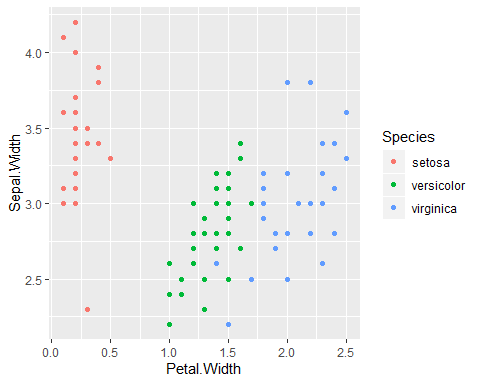 4.0
3.5
3.0
2.5
Sepal.Width
0.0 0.5 1.0 1.5 2.0 2.5
Petal.Width
Species
setosa
versicolor
virginica